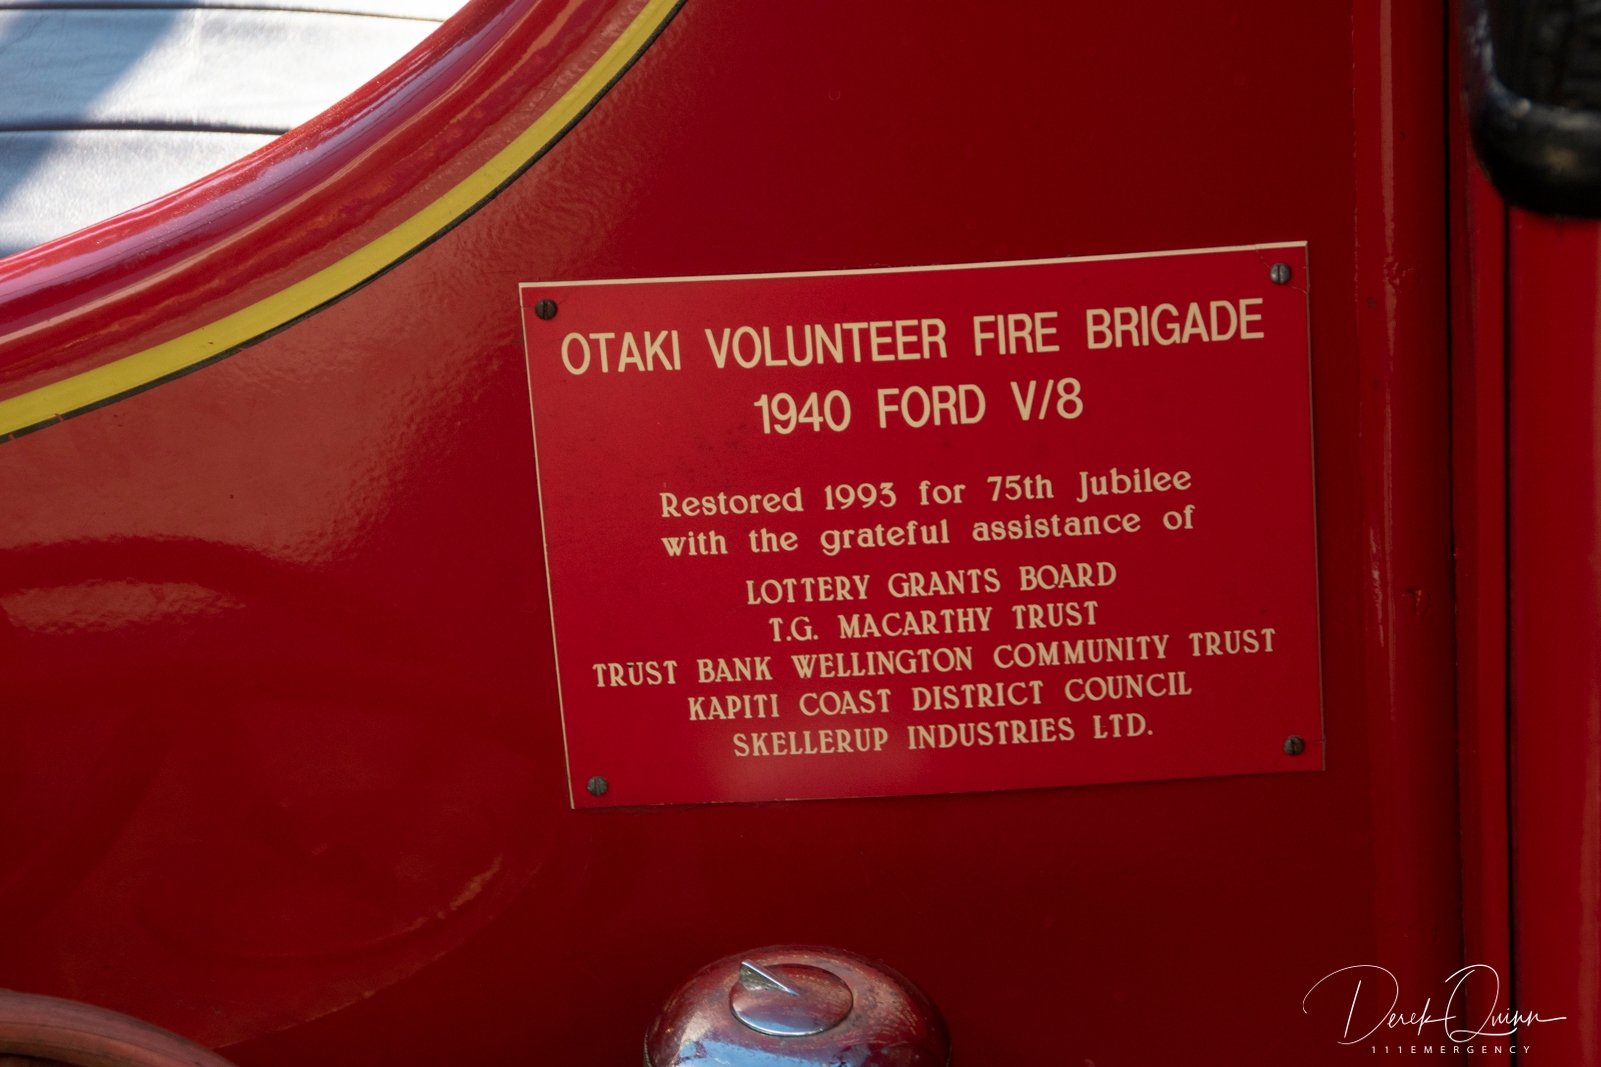 OTAKI VOLUNTEER FIRE BRIGADE
1940 FORD V/8
Restored 1993 for 75th Jubilee
with the grateful assistance of
LOTTERY GRANTS BOARD
T.G. MACARTHY TRUST
TRUST BANK WELLINGTON COMMUNITY TRUST
KAPITI COAST DISTRICT COUNCIL
SKELLERUP INDUSTRIES LTD.
Derek Quinn
111EMERGENCY